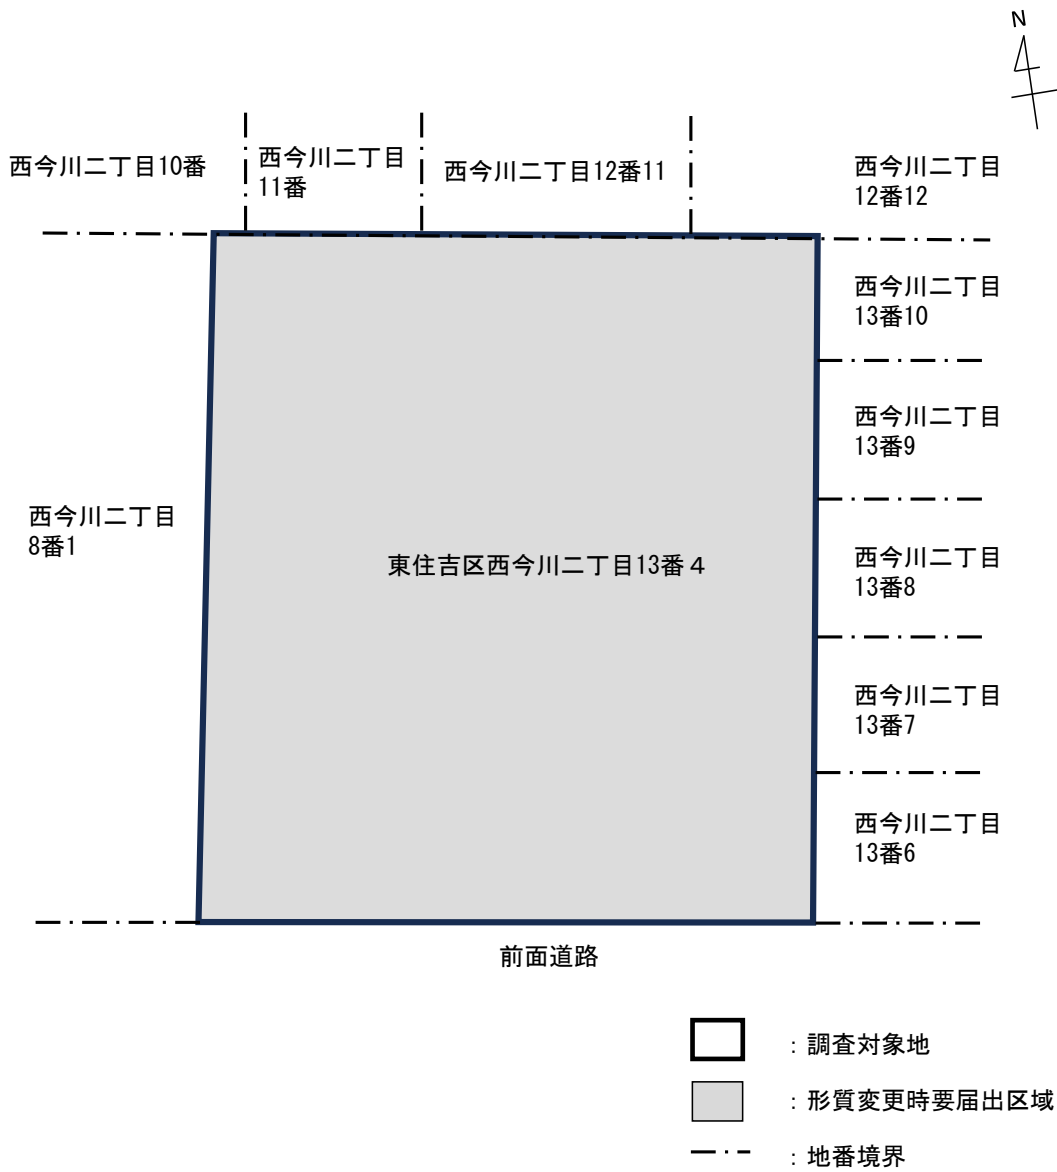 N
西今川二丁目10番
西今川二丁目
11番
西今川二丁目12番11
西今川二丁目
12番12
西今川二丁目
13番10
西今川二丁目
13番9
西今川二丁目
8番1
東住吉区西今川二丁目13番４
西今川二丁目
13番8
西今川二丁目
13番7
西今川二丁目
13番6
前面道路
：調査対象地
：形質変更時要届出区域
：地番境界